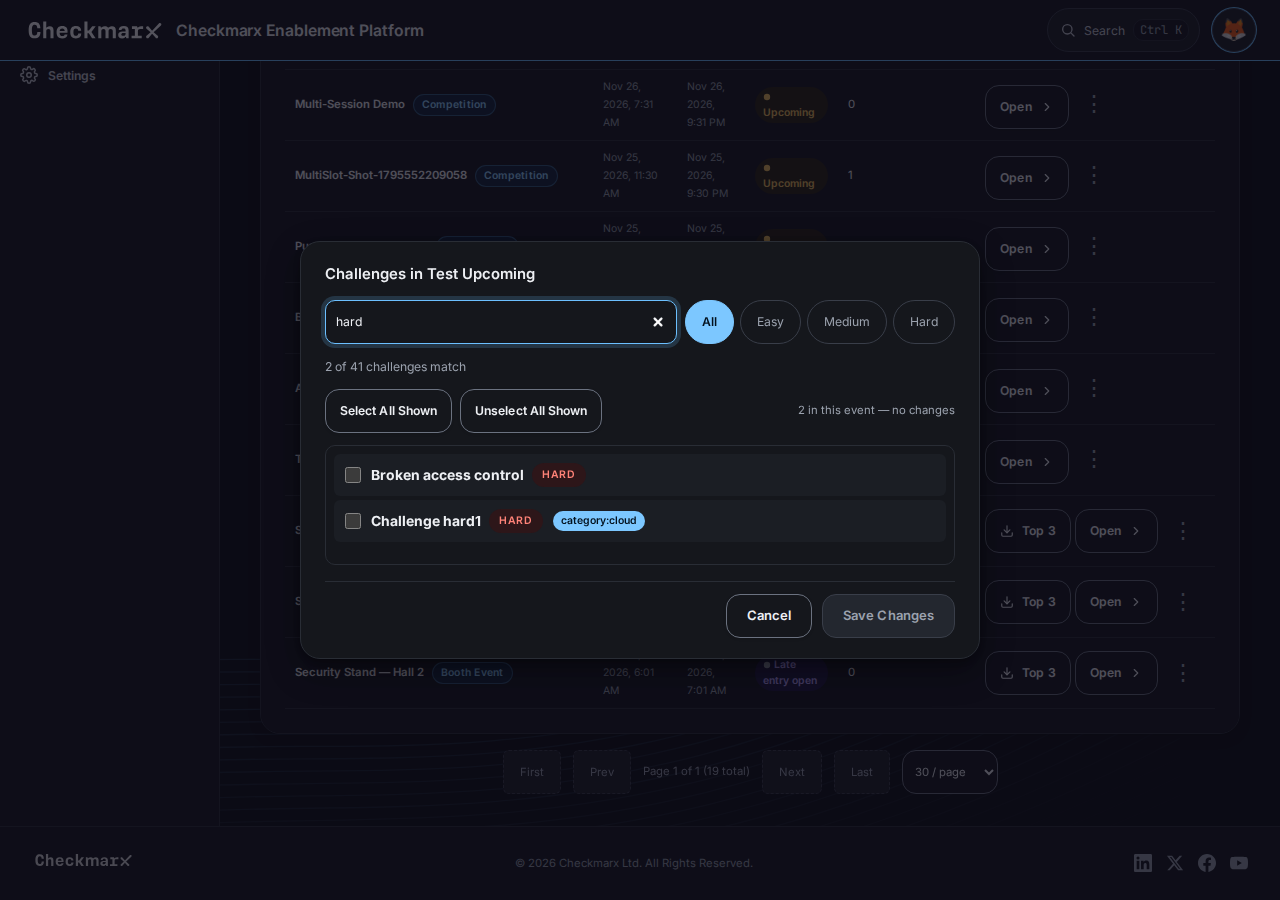 Checkmarx Checkmarx Enablement Platform Search Ctrl K
Settings
Multi-Session Demo Competition Nov 26, 2026, 7:31 AM Nov 26, 2026, 9:31 PM Upcoming 0 Open
MultiSlot-Shot-1795552209058 Competition Nov 25, 2026, 11:30 AM Nov 25, 2026, 9:30 PM Upcoming 1 Open
Nov 25, Nov 25, Open
Challenges in Test Upcoming
hard All Easy Medium Hard
Open
2 of 41 challenges match
Open
Select All Shown Unselect All Shown 2 in this event — no changes
Open
Broken access control HARD
Challenge hard1 HARD category:cloud
Top 3 Open
Top 3 Open
Cancel Save Changes
Security Stand — Hall 2 Booth Event 2026, 6:01 AM 2026, 7:01 AM Late entry open 0 Top 3 Open
First Prev Page 1 of 1 (19 total) Next Last 30 / page
Checkmarx © 2026 Checkmarx Ltd. All Rights Reserved.